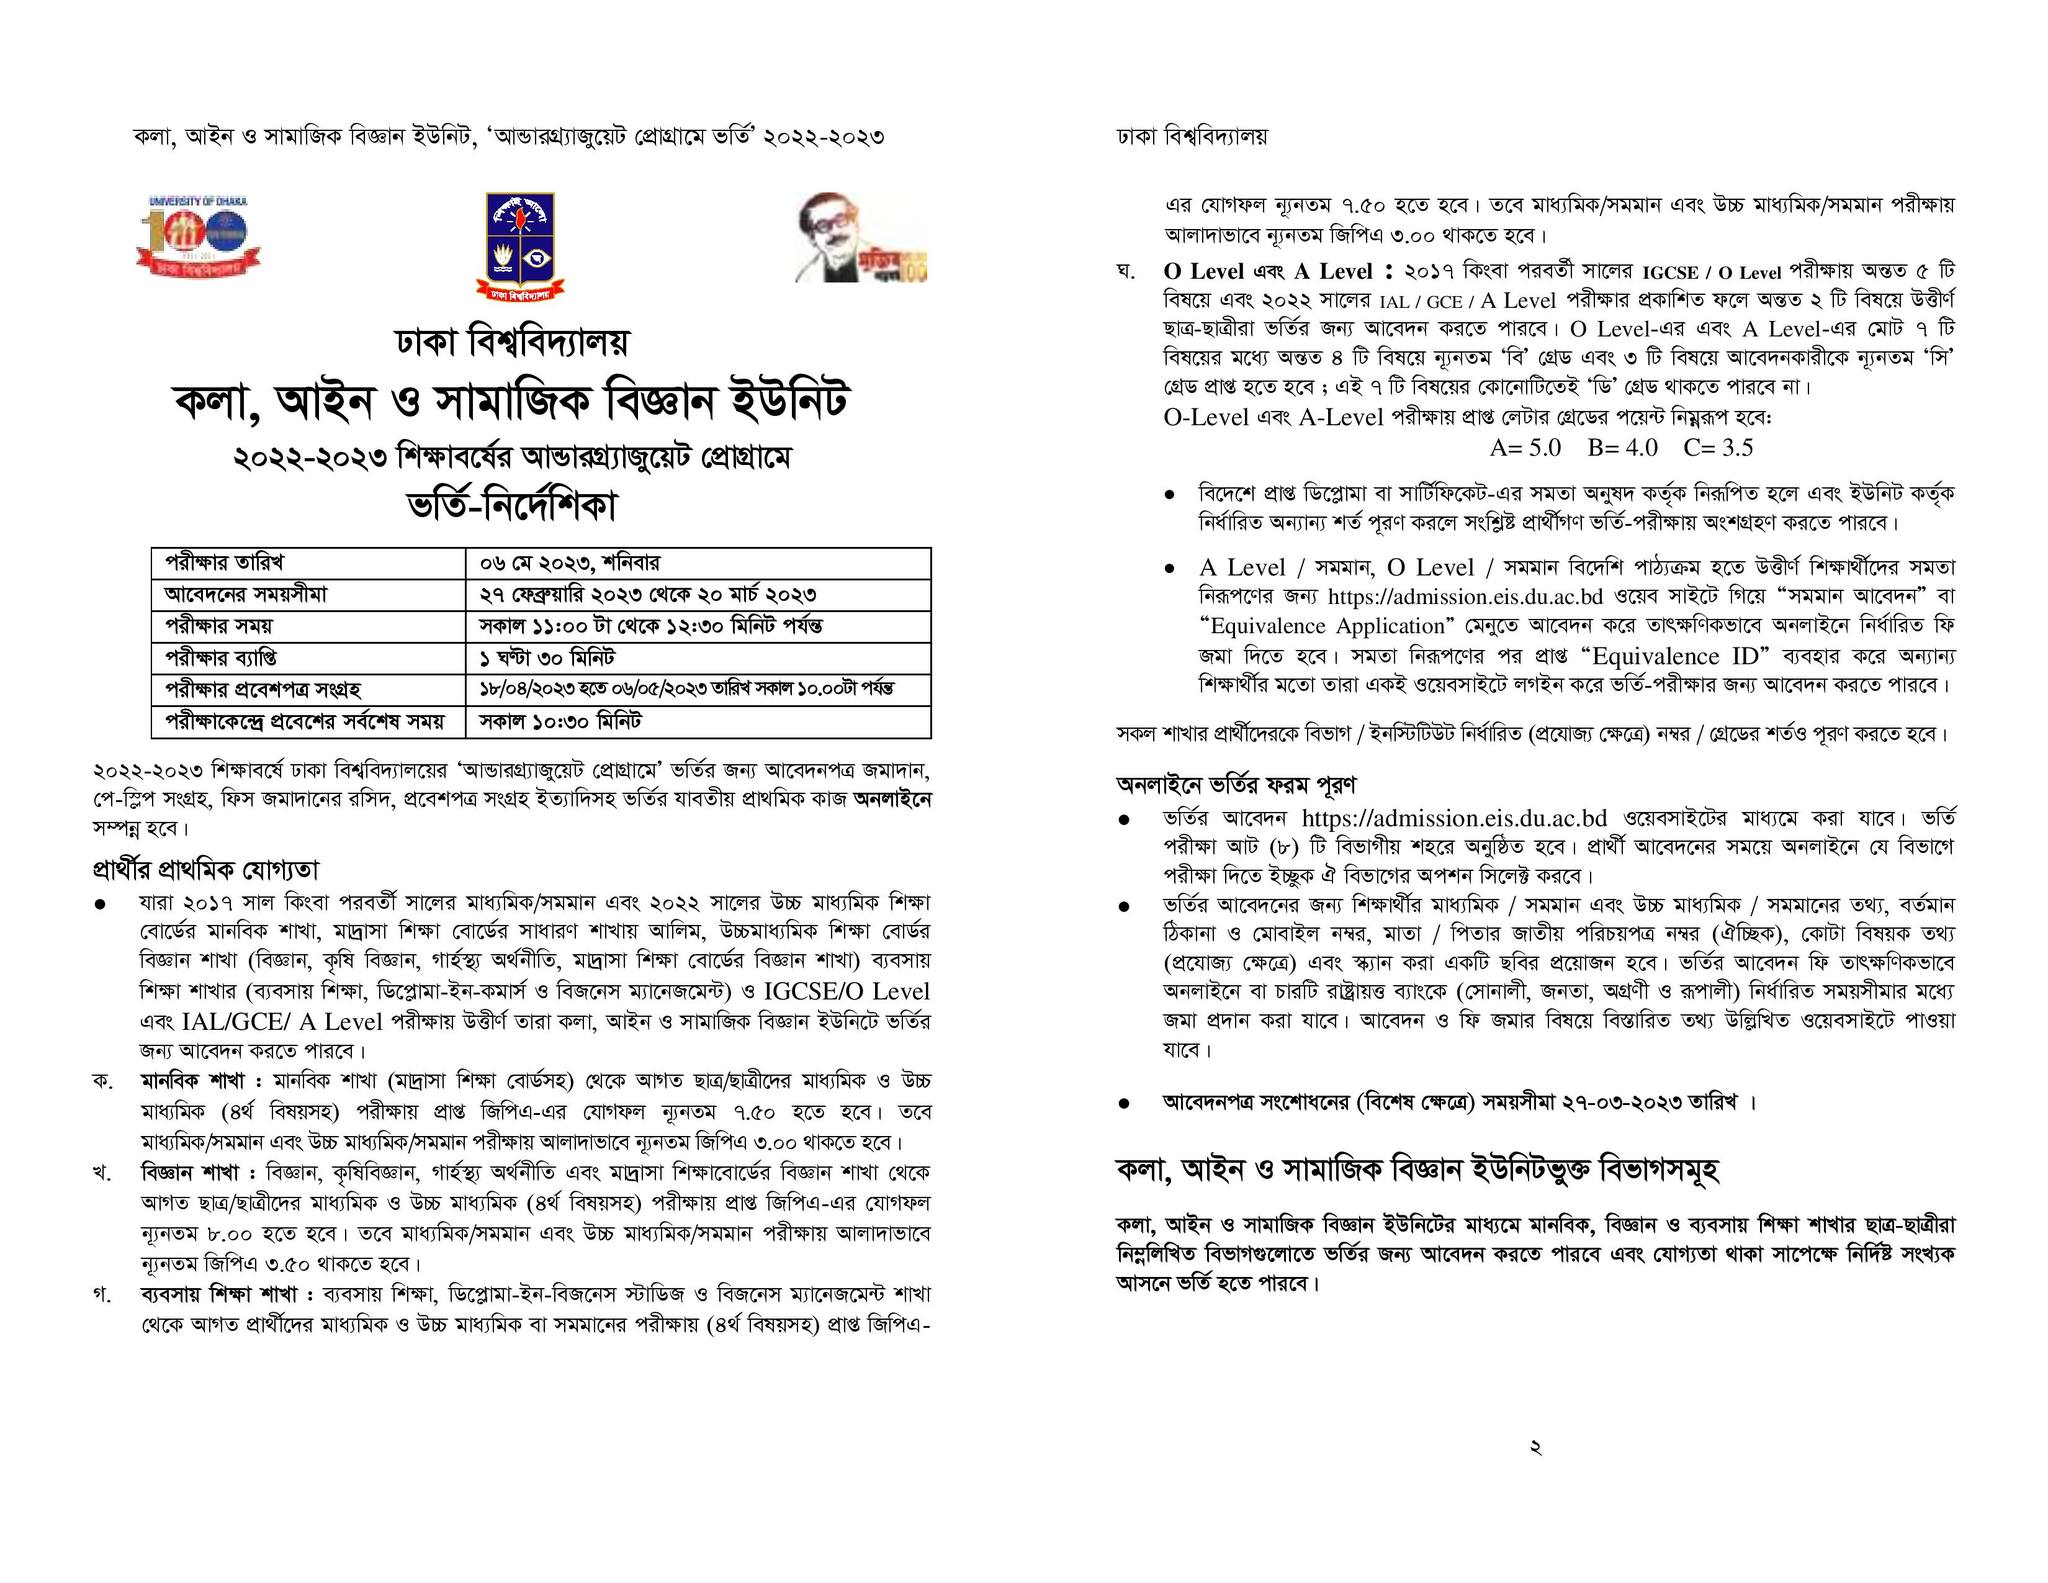 কলা, আইন ও সামাজিক বিজ্ঞান ইউনিট, ‘আন্ডারগ্র্যাজুয়েট প্রোগ্রামে ভর্তি’ ২০২২-২০২৩
UNIVERSITY OF DHAKA
100
ঢাকা বিশ্ববিদ্যালয়
শিক্ষাই আলো
ঢাকা বিশ্ববিদ্যালয়
মুজিব
100
ঢাকা বিশ্ববিদ্যালয়
কলা, আইন ও সামাজিক বিজ্ঞান ইউনিট
২০২২-২০২৩ শিক্ষাবর্ষের আন্ডারগ্র্যাজুয়েট প্রোগ্রামে
ভর্তি-নির্দেশিকা
পরীক্ষার তারিখ ০৬ মে ২০২৩, শনিবার
আবেদনের সময়সীমা ২৭ ফেব্রুয়ারি ২০২৩ থেকে ২০ মার্চ ২০২৩
পরীক্ষার সময় সকাল ১১:০০ টা থেকে ১২:৩০ মিনিট পর্যন্ত
পরীক্ষার ব্যাপ্তি ১ ঘণ্টা ৩০ মিনিট
পরীক্ষার প্রবেশপত্র সংগ্রহ ১৮/০৪/২০২৩ হতে ০৬/০৫/২০২৩ তারিখ সকাল ১০.০০টা পর্যন্ত
পরীক্ষাকেন্দ্রে প্রবেশের সর্বশেষ সময় সকাল ১০:৩০ মিনিট
২০২২-২০২৩ শিক্ষাবর্ষে ঢাকা বিশ্ববিদ্যালয়ের ‘আন্ডারগ্র্যাজুয়েট প্রোগ্রামে’ ভর্তির জন্য আবেদনপত্র জমাদান,
পে-স্লিপ সংগ্রহ, ফিস জমাদানের রসিদ, প্রবেশপত্র সংগ্রহ ইত্যাদিসহ ভর্তির যাবতীয় প্রাথমিক কাজ অনলাইনে
সম্পন্ন হবে।
প্রার্থীর প্রাথমিক যোগ্যতা
● যারা ২০১৭ সাল কিংবা পরবর্তী সালের মাধ্যমিক/সমমান এবং ২০২২ সালের উচ্চ মাধ্যমিক শিক্ষা
বোর্ডের মানবিক শাখা, মাদ্রাসা শিক্ষা বোর্ডের সাধারণ শাখায় আলিম, উচ্চমাধ্যমিক শিক্ষা বোর্ডর
বিজ্ঞান শাখা (বিজ্ঞান, কৃষি বিজ্ঞান, গার্হস্থ্য অর্থনীতি, মাদ্রাসা শিক্ষা বোর্ডের বিজ্ঞান শাখা) ব্যবসায়
শিক্ষা শাখার (ব্যবসায় শিক্ষা, ডিপ্লোমা-ইন-কমার্স ও বিজনেস ম্যানেজমেন্ট) ও IGCSE/O Level
এবং IAL/GCE/ A Level পরীক্ষায় উত্তীর্ণ তারা কলা, আইন ও সামাজিক বিজ্ঞান ইউনিটে ভর্তির
জন্য আবেদন করতে পারবে।
ক. মানবিক শাখা : মানবিক শাখা (মাদ্রাসা শিক্ষা বোর্ডসহ) থেকে আগত ছাত্র/ছাত্রীদের মাধ্যমিক ও উচ্চ
মাধ্যমিক (৪র্থ বিষয়সহ) পরীক্ষায় প্রাপ্ত জিপিএ-এর যোগফল ন্যূনতম ৭.৫০ হতে হবে। তবে
মাধ্যমিক/সমমান এবং উচ্চ মাধ্যমিক/সমমান পরীক্ষায় আলাদাভাবে ন্যূনতম জিপিএ ৩.০০ থাকতে হবে।
খ. বিজ্ঞান শাখা : বিজ্ঞান, কৃষিবিজ্ঞান, গার্হস্থ্য অর্থনীতি এবং মাদ্রাসা শিক্ষাবোর্ডের বিজ্ঞান শাখা থেকে
আগত ছাত্র/ছাত্রীদের মাধ্যমিক ও উচ্চ মাধ্যমিক (৪র্থ বিষয়সহ) পরীক্ষায় প্রাপ্ত জিপিএ-এর যোগফল
ন্যূনতম ৮.০০ হতে হবে। তবে মাধ্যমিক/সমমান এবং উচ্চ মাধ্যমিক/সমমান পরীক্ষায় আলাদাভাবে
ন্যূনতম জিপিএ ৩.৫০ থাকতে হবে।
গ. ব্যবসায় শিক্ষা শাখা : ব্যবসায় শিক্ষা, ডিপ্লোমা-ইন-বিজনেস স্টাডিজ ও বিজনেস ম্যানেজমেন্ট শাখা
থেকে আগত প্রার্থীদের মাধ্যমিক ও উচ্চ মাধ্যমিক বা সমমানের পরীক্ষায় (৪র্থ বিষয়সহ) প্রাপ্ত জিপিএ-
ঢাকা বিশ্ববিদ্যালয়
এর যোগফল ন্যূনতম ৭.৫০ হতে হবে। তবে মাধ্যমিক/সমমান এবং উচ্চ মাধ্যমিক/সমমান পরীক্ষায়
আলাদাভাবে ন্যূনতম জিপিএ ৩.০০ থাকতে হবে।
ঘ. O Level এবং A Level : ২০১৭ কিংবা পরবর্তী সালের IGCSE / O Level পরীক্ষায় অন্তত ৫ টি
বিষয়ে এবং ২০২২ সালের IAL / GCE / A Level পরীক্ষার প্রকাশিত ফলে অন্তত ২ টি বিষয়ে উত্তীর্ণ
ছাত্র-ছাত্রীরা ভর্তির জন্য আবেদন করতে পারবে। O Level-এর এবং A Level-এর মোট ৭ টি
বিষয়ের মধ্যে অন্তত ৪ টি বিষয়ে ন্যূনতম ‘বি’ গ্রেড এবং ৩ টি বিষয়ে আবেদনকারীকে ন্যূনতম ‘সি’
গ্রেড প্রাপ্ত হতে হবে ; এই ৭ টি বিষয়ের কোনোটিতেই ‘ডি’ গ্রেড থাকতে পারবে না।
O-Level এবং A-Level পরীক্ষায় প্রাপ্ত লেটার গ্রেডের পয়েন্ট নিম্নরূপ হবে:
A= 5.0 B= 4.0 C= 3.5
● বিদেশে প্রাপ্ত ডিপ্লোমা বা সার্টিফিকেট-এর সমতা অনুষদ কর্তৃক নিরূপিত হলে এবং ইউনিট কর্তৃক
নির্ধারিত অন্যান্য শর্ত পূরণ করলে সংশ্লিষ্ট প্রার্থীগণ ভর্তি-পরীক্ষায় অংশগ্রহণ করতে পারবে।
● A Level / সমমান, O Level / সমমান বিদেশি পাঠ্যক্রম হতে উত্তীর্ণ শিক্ষার্থীদের সমতা
নিরূপণের জন্য https://admission.eis.du.ac.bd ওয়েব সাইটে গিয়ে “সমমান আবেদন” বা
“Equivalence Application” মেনুতে আবেদন করে তাৎক্ষণিকভাবে অনলাইনে নির্ধারিত ফি
জমা দিতে হবে। সমতা নিরূপণের পর প্রাপ্ত “Equivalence ID” ব্যবহার করে অন্যান্য
শিক্ষার্থীর মতো তারা একই ওয়েবসাইটে লগইন করে ভর্তি-পরীক্ষার জন্য আবেদন করতে পারবে।
সকল শাখার প্রার্থীদেরকে বিভাগ / ইনস্টিটিউট নির্ধারিত (প্রযোজ্য ক্ষেত্রে) নম্বর / গ্রেডের শর্তও পূরণ করতে হবে।
অনলাইনে ভর্তির ফরম পূরণ
● ভর্তির আবেদন https://admission.eis.du.ac.bd ওয়েবসাইটের মাধ্যমে করা যাবে। ভর্তি
পরীক্ষা আট (৮) টি বিভাগীয় শহরে অনুষ্ঠিত হবে। প্রার্থী আবেদনের সময়ে অনলাইনে যে বিভাগে
পরীক্ষা দিতে ইচ্ছুক ঐ বিভাগের অপশন সিলেক্ট করবে।
● ভর্তির আবেদনের জন্য শিক্ষার্থীর মাধ্যমিক / সমমান এবং উচ্চ মাধ্যমিক / সমমানের তথ্য, বর্তমান
ঠিকানা ও মোবাইল নম্বর, মাতা / পিতার জাতীয় পরিচয়পত্র নম্বর (ঐচ্ছিক), কোটা বিষয়ক তথ্য
(প্রযোজ্য ক্ষেত্রে) এবং স্ক্যান করা একটি ছবির প্রয়োজন হবে। ভর্তির আবেদন ফি তাৎক্ষণিকভাবে
অনলাইনে বা চারটি রাষ্ট্রায়ত্ত ব্যাংকে (সোনালী, জনতা, অগ্রণী ও রূপালী) নির্ধারিত সময়সীমার মধ্যে
জমা প্রদান করা যাবে। আবেদন ও ফি জমার বিষয়ে বিস্তারিত তথ্য উল্লিখিত ওয়েবসাইটে পাওয়া
যাবে।
● আবেদনপত্র সংশোধনের (বিশেষ ক্ষেত্রে) সময়সীমা ২৭-০৩-২০২৩ তারিখ ।
কলা, আইন ও সামাজিক বিজ্ঞান ইউনিটভুক্ত বিভাগসমূহ
কলা, আইন ও সামাজিক বিজ্ঞান ইউনিটের মাধ্যমে মানবিক, বিজ্ঞান ও ব্যবসায় শিক্ষা শাখার ছাত্র-ছাত্রীরা
নিম্নলিখিত বিভাগগুলোতে ভর্তির জন্য আবেদন করতে পারবে এবং যোগ্যতা থাকা সাপেক্ষে নির্দিষ্ট সংখ্যক
আসনে ভর্তি হতে পারবে।
২